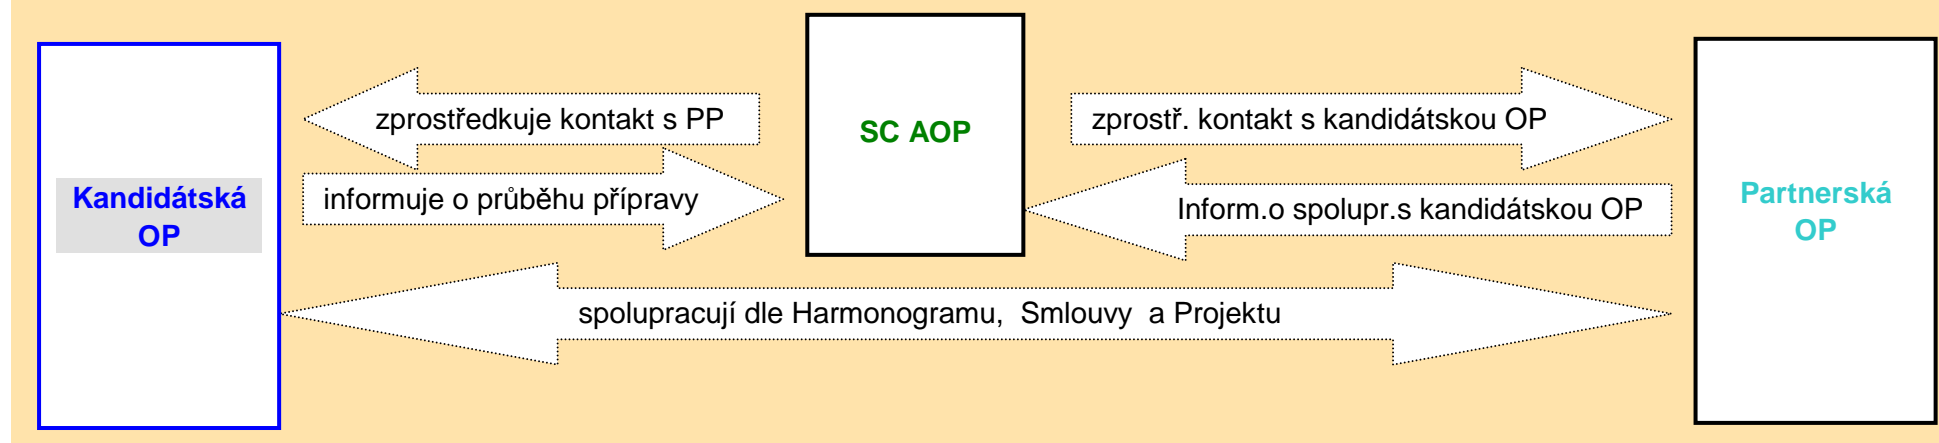 zprostředkuje kontakt s PP
SC AOP
zprostř. kontakt s kandidátskou OP
Kandidátská
OP
informuje o průběhu přípravy
Inform.o spolupr.s kandidátskou OP
Partnerská
OP
spolupracují dle Harmonogramu,  Smlouvy  a Projektu